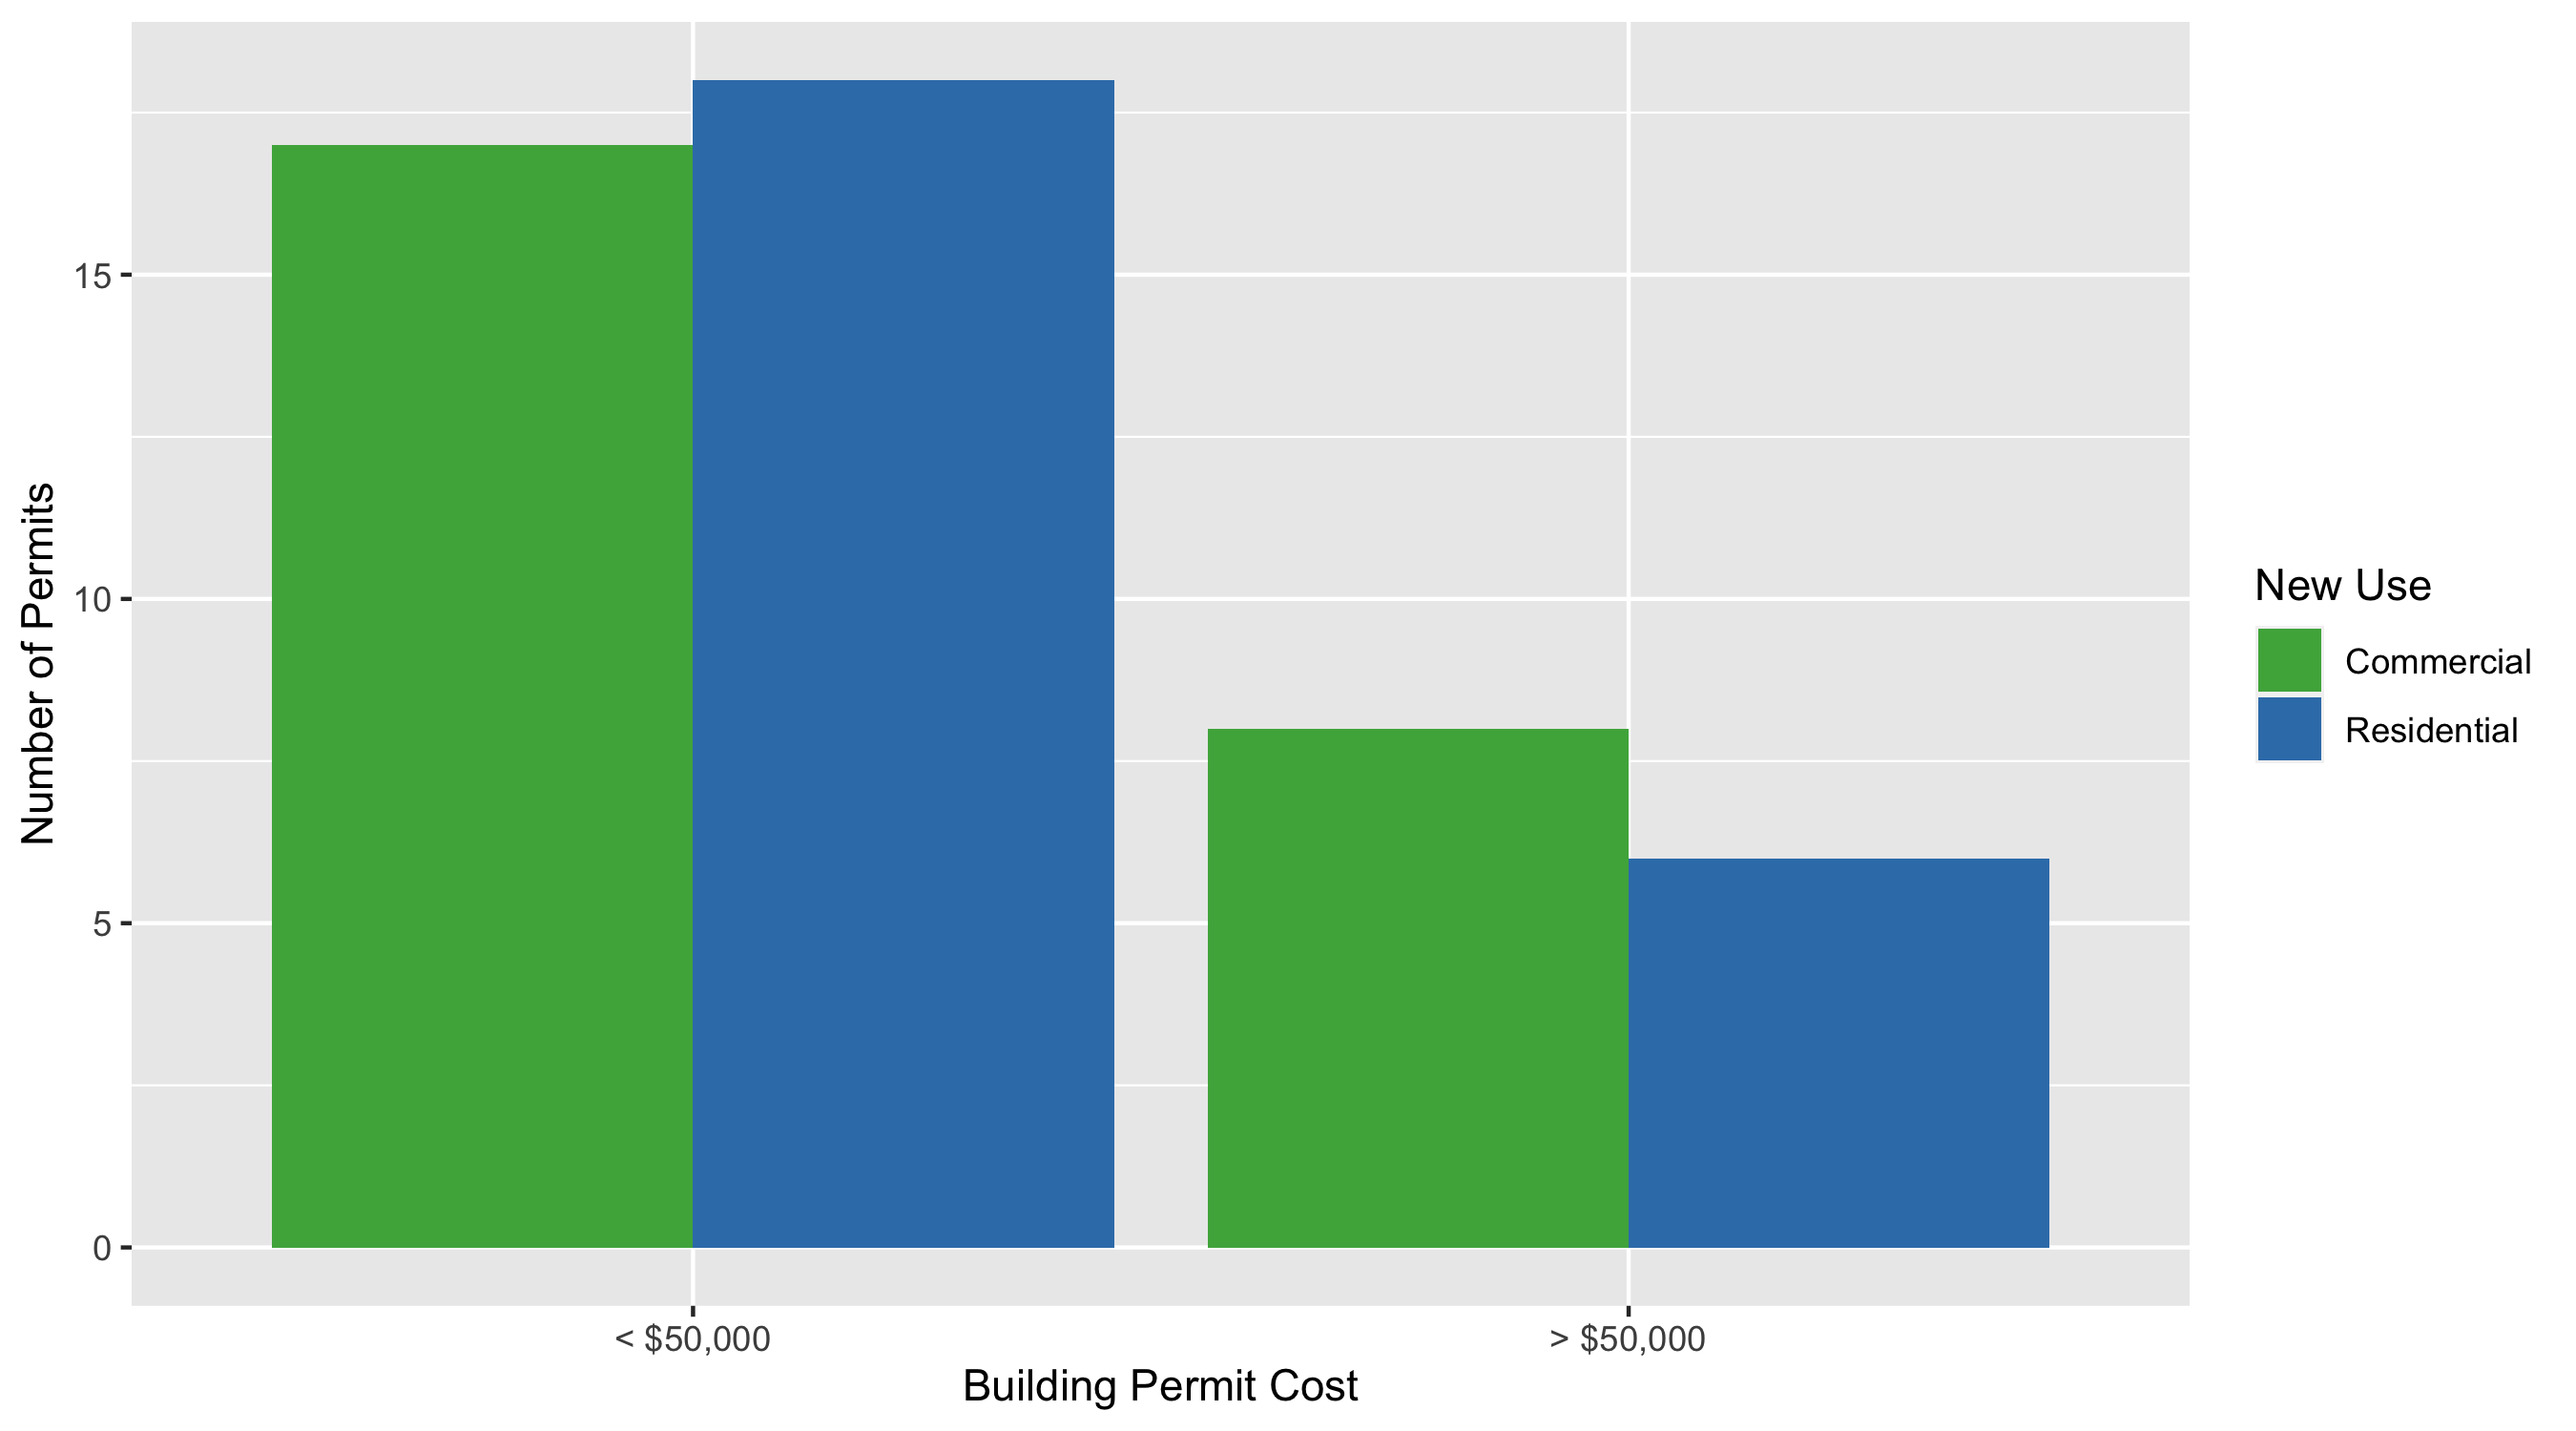 Number of Permits
15
10
5
0
< $50,000
> $50,000
Building Permit Cost
New Use
Commercial
Residential